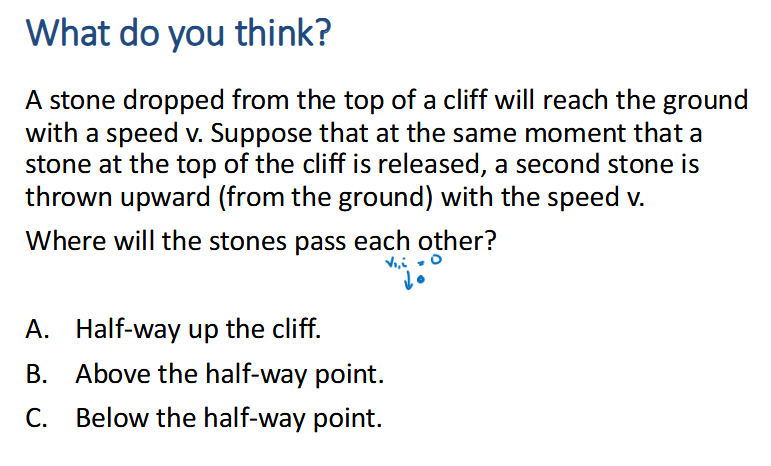 What do you think?
A stone dropped from the top of a cliff will reach the ground
with a speed v. Suppose that at the same moment that a
stone at the top of the cliff is released, a second stone is
thrown upward (from the ground) with the speed v.
Where will the stones pass each other?
v₁,i = 0
A. Half-way up the cliff.
B. Above the half-way point.
C. Below the half-way point.